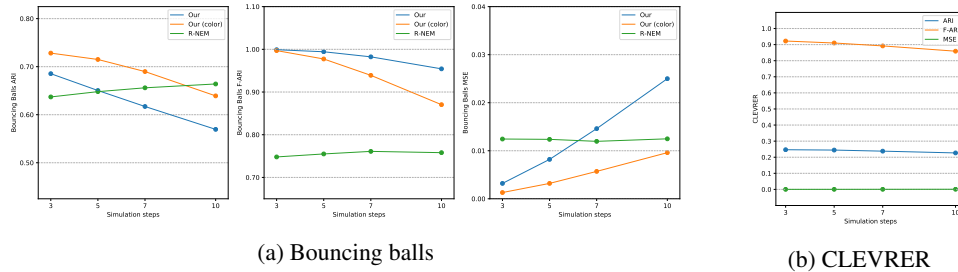 0.80
0.70
0.60
0.50
Bouncing Balls ARI
3
5
7
10
Simulation steps
Our
Our (color)
R-NEM
1.10
1.00
0.90
0.80
0.70
Bouncing Balls F-ARI
3
5
7
10
Simulation steps
Our
Our (color)
R-NEM
0.04
0.03
0.02
0.01
0.00
Bouncing Balls MSE
3
5
7
10
Simulation steps
Our
Our (color)
R-NEM
(a) Bouncing balls
1.0
0.9
0.8
0.7
0.6
0.5
0.4
0.3
0.2
0.1
0.0
CLEVRER
3
5
7
10
Simulation steps
ARI
F-ARI
MSE
(b) CLEVRER